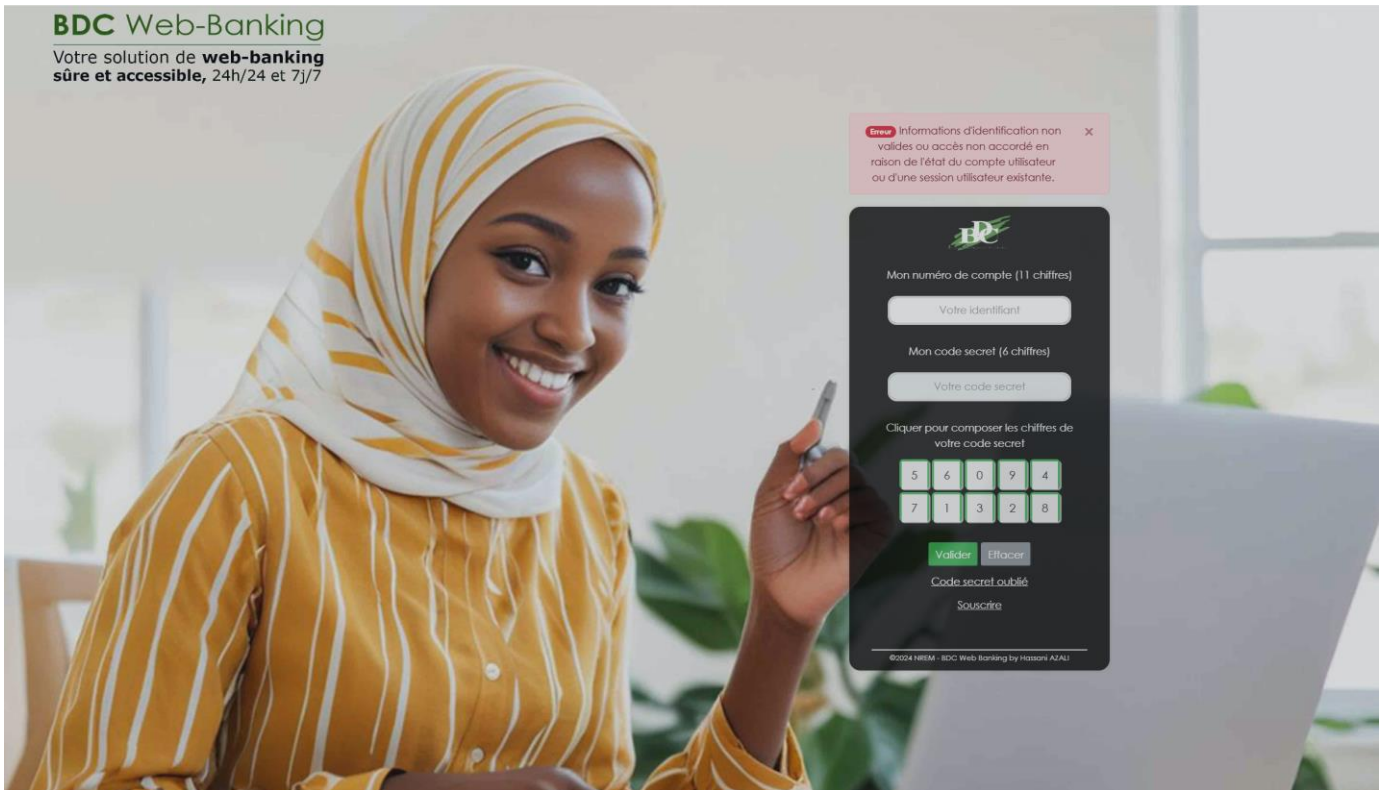 BDC Web-Banking
Votre solution de web-banking
sûre et accessible, 24h/24 et 7j/7
Erreur Informations d'identification non
valides ou accès non accordé en
raison de l'état du compte utilisateur
ou d'une session utilisateur existante.
×
BDC
Mon numéro de compte (11 chiffres)
Votre identifiant
Mon code secret (6 chiffres)
Votre code secret
Cliquer pour composer les chiffres de
votre code secret
5 6 0 9 4
7 1 3 2 8
Valider Effacer
Code secret oublié
Souscrire
©2024 NREM - BDC Web Banking by Hassani AZALI